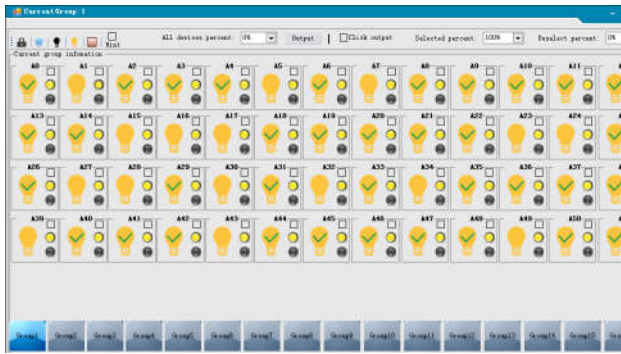 CurrentGroup: 1
Hint All devices percent: 0% Output Click output Selected percent: 100% Deselect percent: 0%
Current group infomation
A0 A1 A2 A3 A4 A5 A6 A7 A8 A9 A10 A11
A13 A14 A15 A16 A17 A18 A19 A20 A21 A22 A23 A24
A26 A27 A28 A29 A30 A31 A32 A33 A34 A35 A36 A37
A39 A40 A41 A42 A43 A44 A45 A46 A47 A48 A49 A50
Group1 Group2 Group3 Group4 Group5 Group6 Group7 Group8 Group9 Group10 Group11 Group12 Group13 Group14 Group15